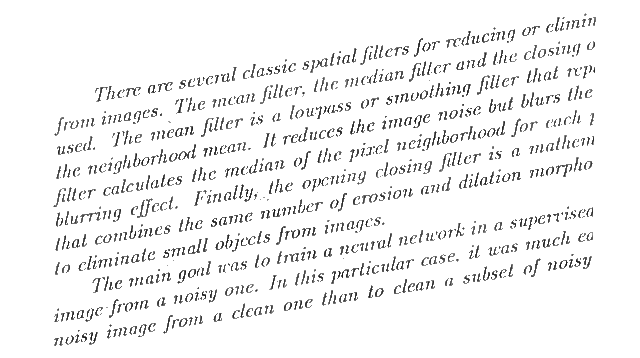 There are several classic spatial filters for reducing or elimin
from images. The mean filter, the median filter and the closing o
used. The mean filter is a lowpass or smoothing filter that repl
the neighborhood mean. It reduces the image noise but blurs the
filter calculates the median of the pixel neighborhood for each p
blurring effect. Finally, the opening closing filter is a mathem
that combines the same number of erosion and dilation morpho
to eliminate small objects from images.
The main goal was to train a neural network in a supervised
image from a noisy one. In this particular case, it was much ea
noisy image from a clean one than to clean a subset of noisy